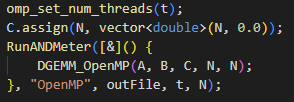 omp_set_num_threads(t);
C.assign(N, vector<double>(N, 0.0));
RunANDMeter([&]() {
    DGEMM_OpenMP(A, B, C, N, N);
}, "OpenMP", outFile, t, N);